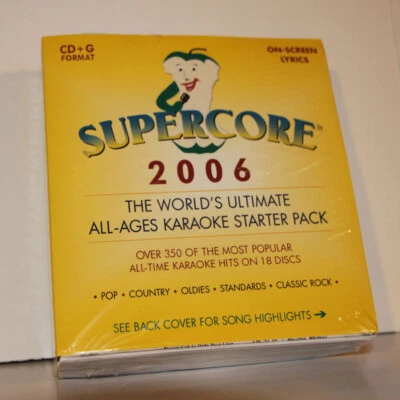 CD+G
FORMAT
ON-SCREEN
LYRICS
SUPERCORE™
2006
THE WORLD'S ULTIMATE
ALL-AGES KARAOKE STARTER PACK
OVER 350 OF THE MOST POPULAR
ALL-TIME KARAOKE HITS ON 18 DISCS
• POP • COUNTRY • OLDIES • STANDARDS • CLASSIC ROCK •
SEE BACK COVER FOR SONG HIGHLIGHTS →